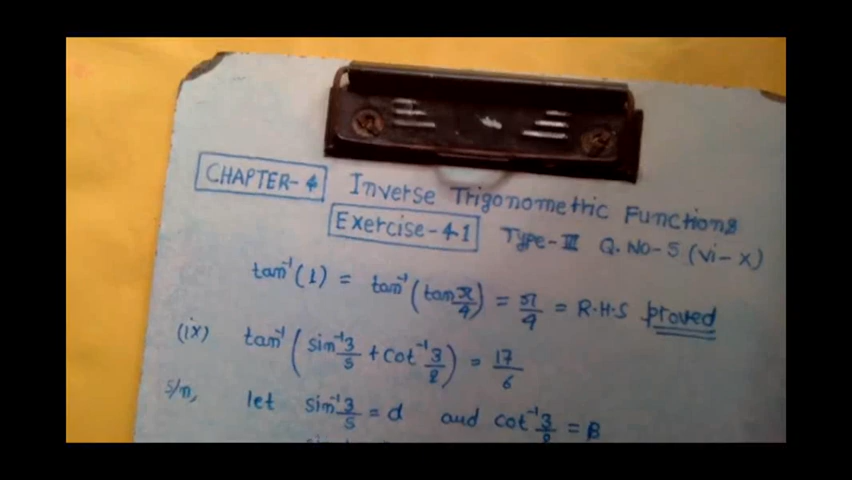 CHAPTER-4 Inverse Trigonometric Functions
Exercise-4.1 Type-III Q.No-5 (vi-x)
tan⁻¹(1) = tan⁻¹(tan π/4) = π/4 = R.H.S proved
(ix) tan⁻¹(sin⁻¹ 3/5 + cot⁻¹ 3/2) = 17/6
s/n, let sin⁻¹ 3/5 = d and cot⁻¹ 3/2 = B